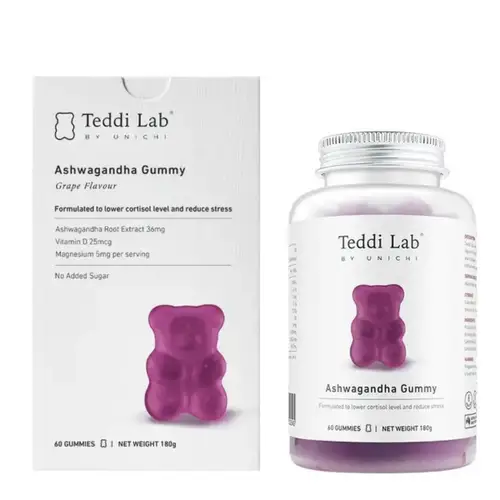 Teddi Lab®
BY UNICHI
Ashwagandha Gummy
Grape Flavour
Formulated to lower cortisol level and reduce stress
Ashwagandha Root Extract 36mg
Vitamin D 25mcg
Magnesium 5mg per serving
No Added Sugar
60 GUMMIES | NET WEIGHT 180g
Teddi Lab®
BY UNICHI
Ashwagandha Gummy
Formulated to lower cortisol level and reduce stress
60 GUMMIES | NET WEIGHT 180g